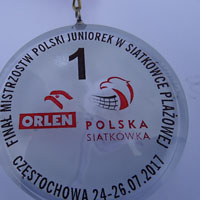 FINAŁ MISTRZOSTW POLSKI JUNIOREK W SIATKÓWCE PLAŻOWEJ
1
ORLEN
POLSKA
SIATKÓWKA
CZĘSTOCHOWA 24-26.07.2017